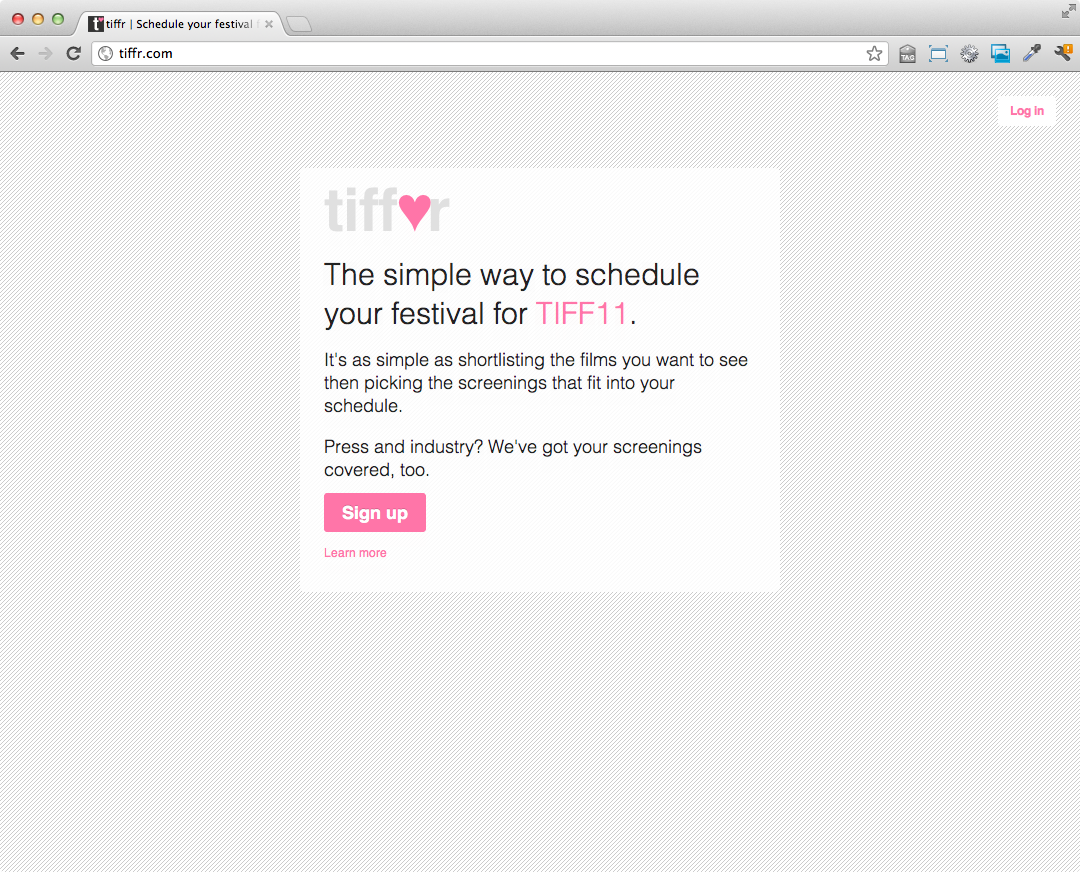 tiffr | Schedule your festival
tiffr.com
TAG
Log in
tiff♥r
The simple way to schedule
your festival for TIFF11.
It's as simple as shortlisting the films you want to see
then picking the screenings that fit into your
schedule.
Press and industry? We've got your screenings
covered, too.
Sign up
Learn more